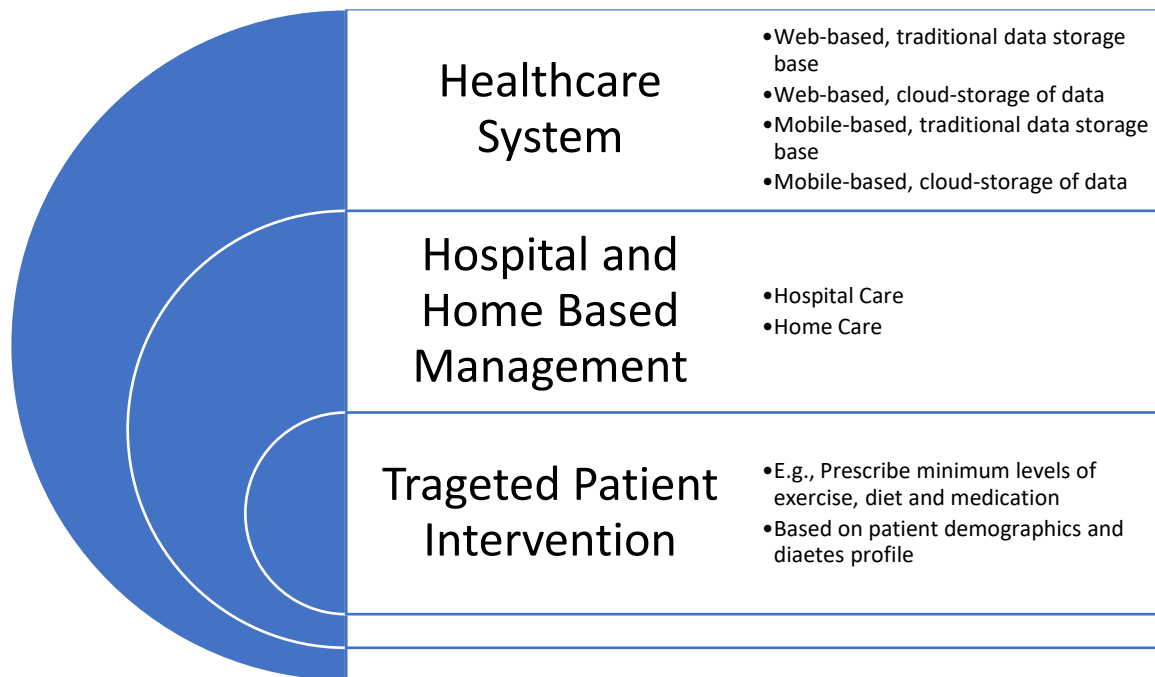 Healthcare
System
•Web-based, traditional data storage
base
•Web-based, cloud-storage of data
•Mobile-based, traditional data storage
base
•Mobile-based, cloud-storage of data
Hospital and
Home Based
Management
•Hospital Care
•Home Care
Trageted Patient
Intervention
•E.g., Prescribe minimum levels of
exercise, diet and medication
•Based on patient demographics and
diaetes profile